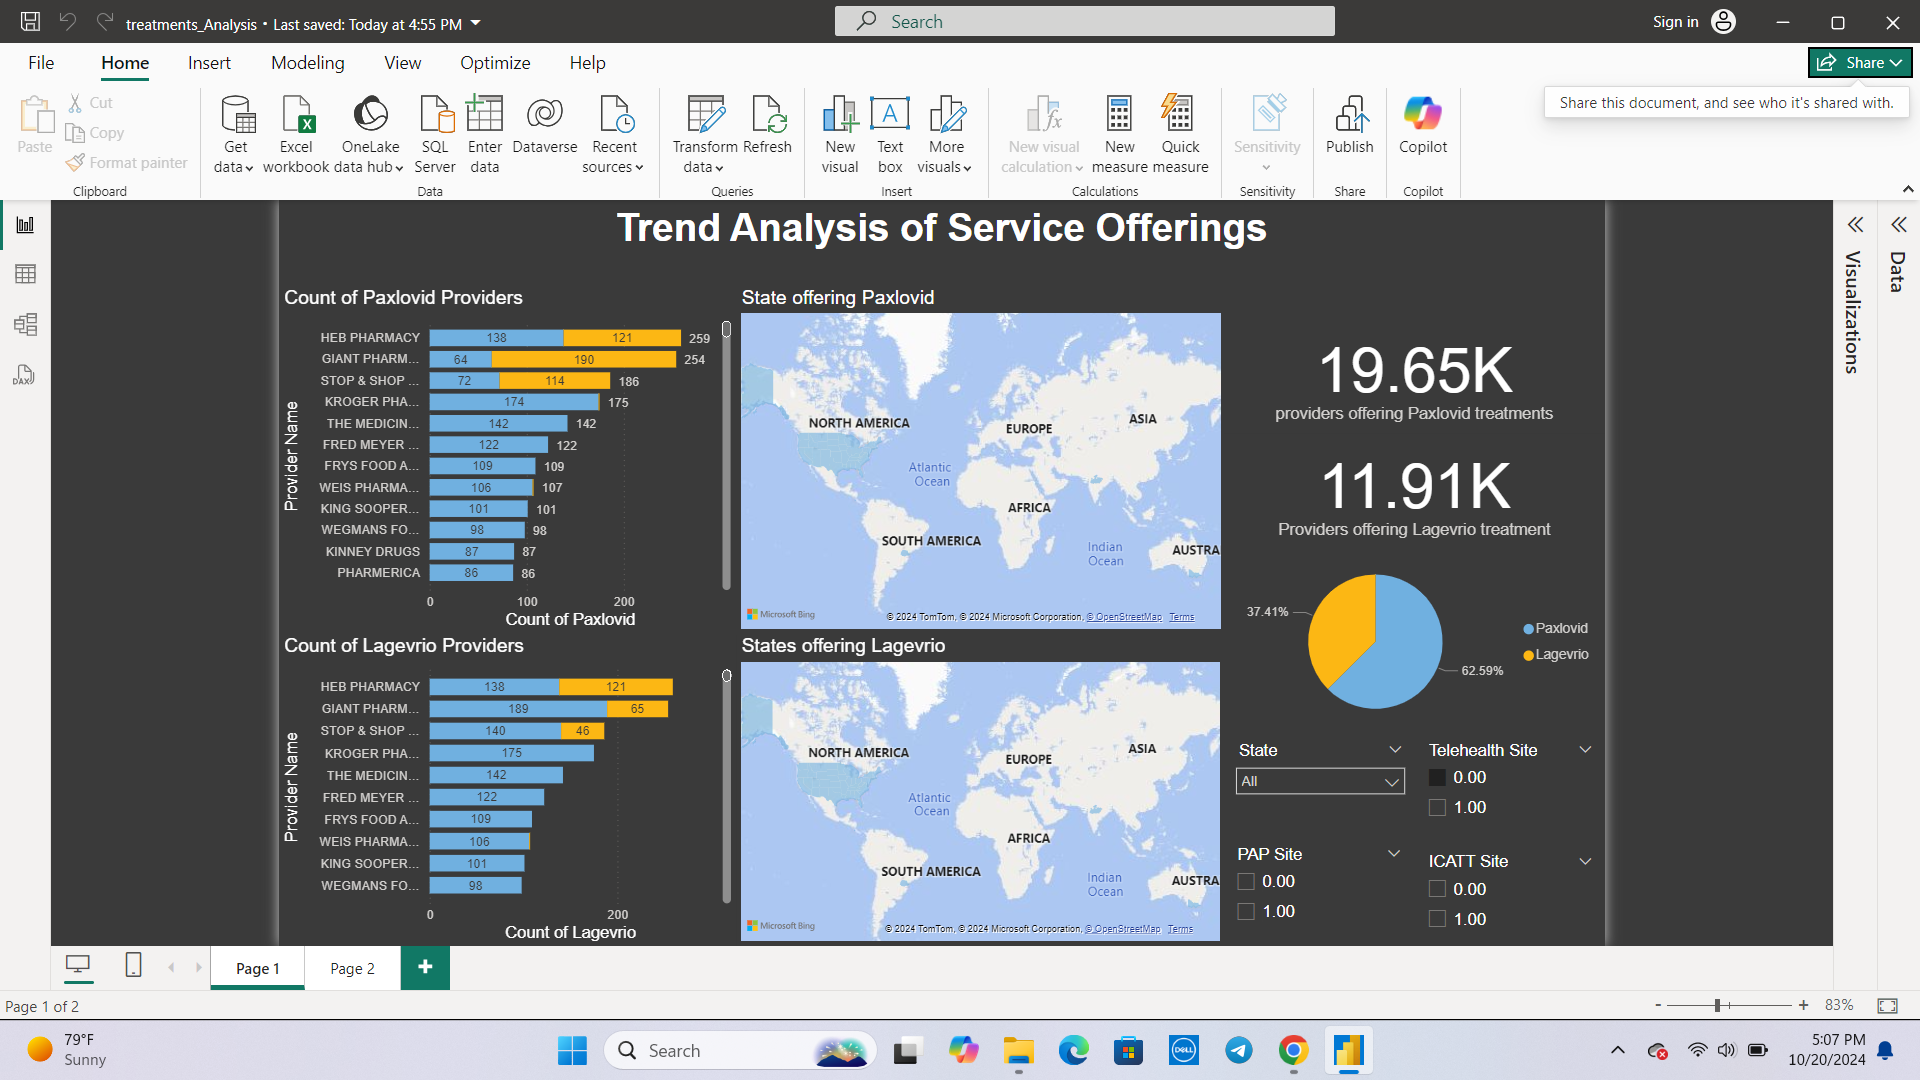 treatments_Analysis • Last saved: Today at 4:55 PM
Search
Sign in
File
Home
Insert
Modeling
View
Optimize
Help
Share
Share this document, and see who it's shared with.
Paste
Cut
Copy
Format painter
Clipboard
Get data
Excel workbook
OneLake data hub
SQL Server
Enter data
Dataverse
Recent sources
Data
Transform data
Refresh
Queries
New visual
Text box
More visuals
Insert
New visual calculation
New measure
Quick measure
Calculations
Sensitivity
Sensitivity
Publish
Share
Copilot
Copilot
DAX
Trend Analysis of Service Offerings
Count of Paxlovid Providers
Provider Name
HEB PHARMACY 138 121 259
GIANT PHARM... 64 190 254
STOP & SHOP ... 72 114 186
KROGER PHA... 174 175
THE MEDICIN... 142 142
FRED MEYER ... 122 122
FRYS FOOD A... 109 109
WEIS PHARMA... 106 107
KING SOOPER... 101 101
WEGMANS FO... 98 98
KINNEY DRUGS 87 87
PHARMERICA 86 86
0 100 200
Count of Paxlovid
State offering Paxlovid
NORTH AMERICA
EUROPE
ASIA
Atlantic
Ocean
AFRICA
SOUTH AMERICA
Indian
Ocean
AUSTRA
Microsoft Bing
© 2024 TomTom, © 2024 Microsoft Corporation, © OpenStreetMap Terms
19.65K
providers offering Paxlovid treatments
11.91K
Providers offering Lagevrio treatment
37.41%
62.59%
Paxlovid
Lagevrio
Count of Lagevrio Providers
Provider Name
HEB PHARMACY 138 121
GIANT PHARM... 189 65
STOP & SHOP ... 140 46
KROGER PHA... 175
THE MEDICIN... 142
FRED MEYER ... 122
FRYS FOOD A... 109
WEIS PHARMA... 106
KING SOOPER... 101
WEGMANS FO... 98
0 200
Count of Lagevrio
States offering Lagevrio
NORTH AMERICA
EUROPE
ASIA
Atlantic
Ocean
AFRICA
SOUTH AMERICA
Indian
Ocean
AUSTRA
Microsoft Bing
© 2024 TomTom, © 2024 Microsoft Corporation, © OpenStreetMap Terms
State
All
Telehealth Site
0.00
1.00
PAP Site
0.00
1.00
ICATT Site
0.00
1.00
Visualizations
Data
Page 1
Page 2
+
Page 1 of 2
- + 83%
79°F
Sunny
Search
DELL
5:07 PM
10/20/2024